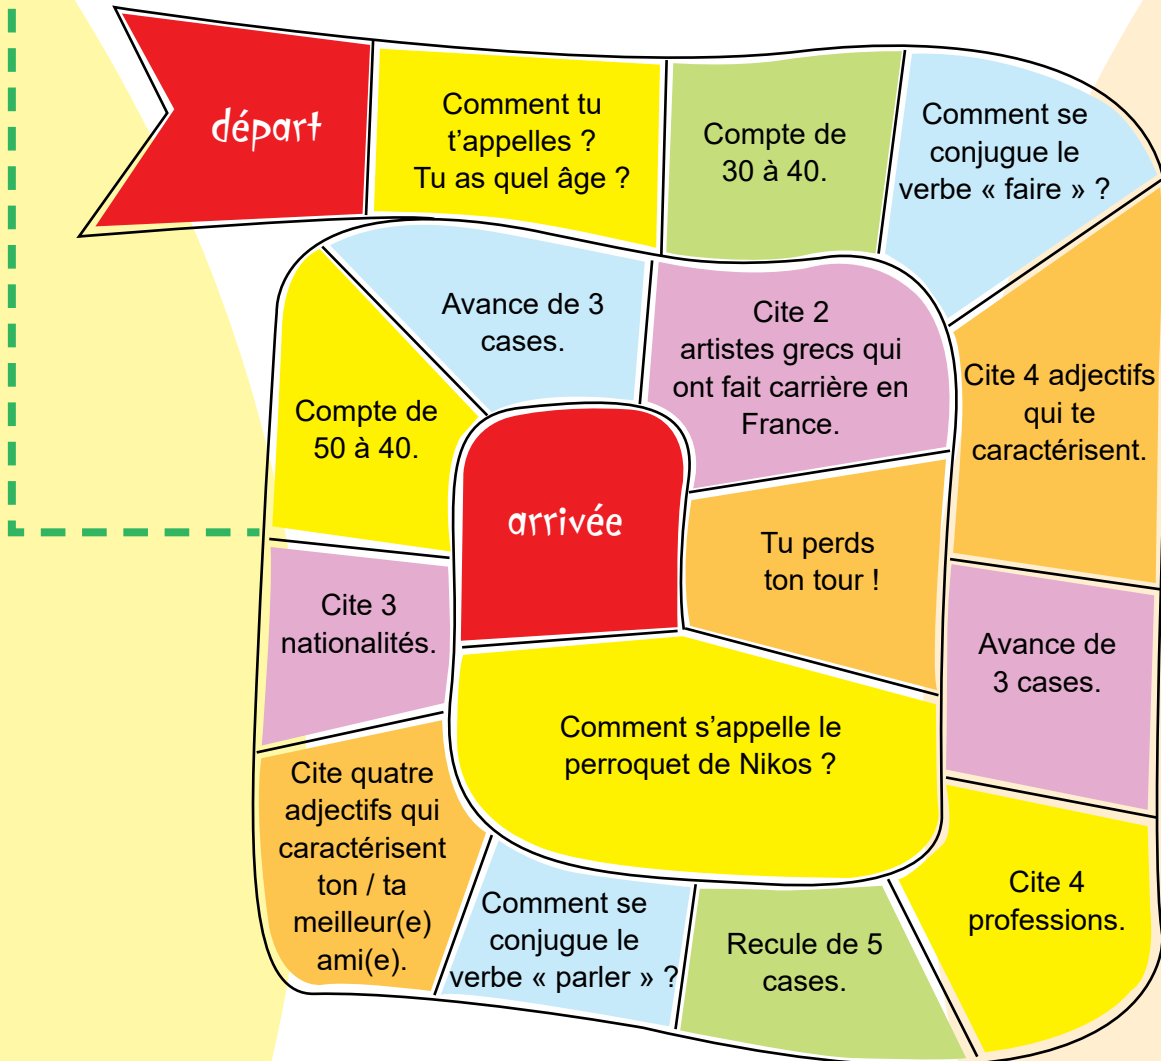 départ
Comment tu
t'appelles ?
Tu as quel âge ?
Compte de
30 à 40.
Comment se
conjugue le
verbe « faire » ?
Cite 4 adjectifs
qui te
caractérisent.
Avance de
3 cases.
Cite 4
professions.
Recule de 5
cases.
Comment se
conjugue le
verbe « parler » ?
Cite quatre
adjectifs qui
caractérisent
ton / ta
meilleur(e)
ami(e).
Cite 3
nationalités.
Compte de
50 à 40.
Avance de 3
cases.
Cite 2
artistes grecs qui
ont fait carrière en
France.
Tu perds
ton tour !
Comment s'appelle le
perroquet de Nikos ?
arrivée